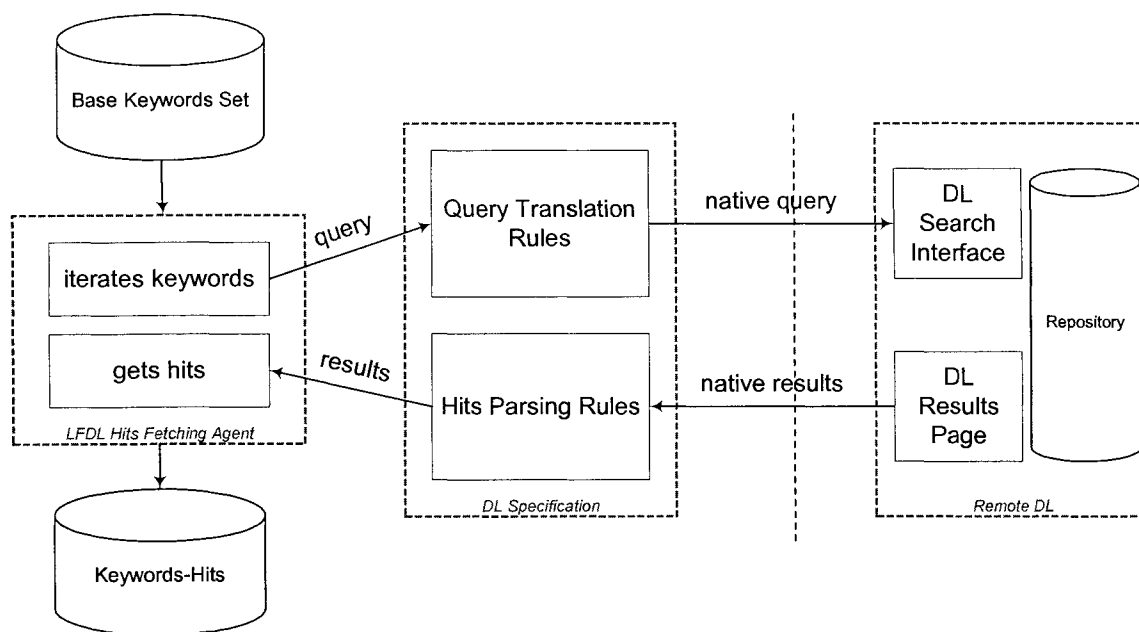 Base Keywords Set
iterates keywords
gets hits
LFDL Hits Fetching Agent
Keywords-Hits
query
results
Query Translation
Rules
Hits Parsing Rules
DL Specification
native query
native results
DL
Search
Interface
DL
Results
Page
Repository
Remote DL